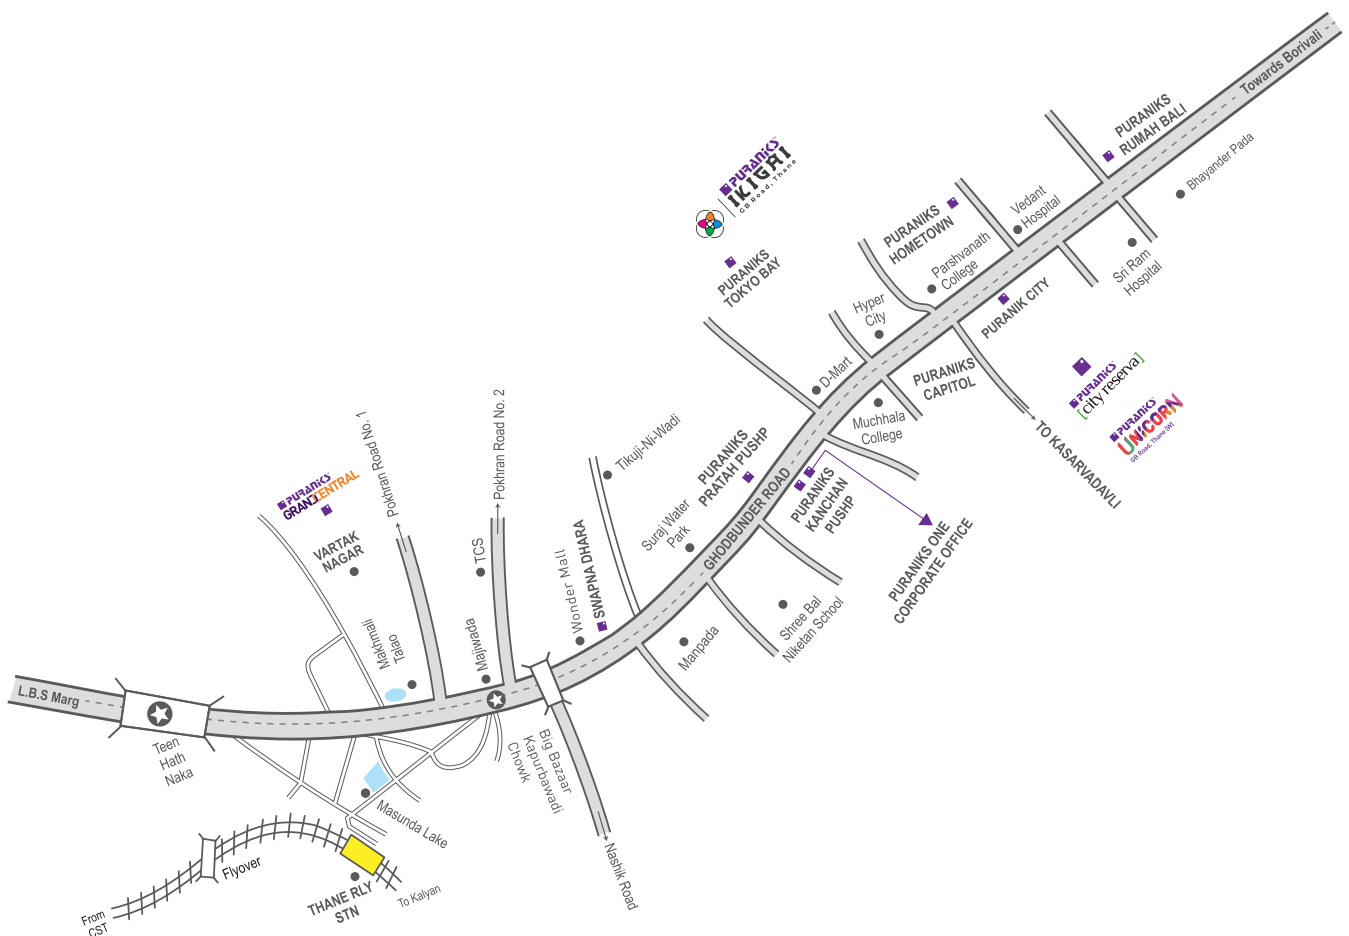 Towards Borivali
PURANIKS
RUMAH BALI
Bhayander Pada
PURANIKS
IKIGAI
GB Road, Thane
Vedant
Hospital
PURANIKS
HOMETOWN
Parshvanath
College
Sri Ram
Hospital
PURANIKS
TOKYO BAY
Hyper
City
PURANIK CITY
D-Mart
PURANIKS
CAPITOL
PURANIKS
[city reserva]
PURANIKS
UNICORN
GB Road, Thane [W]
Muchhala
College
TO KASARVADAVLI
PURANIKS
PRATAH PUSHP
GHODBUNDER ROAD
PURANIKS
KANCHAN
PUSHP
PURANIKS ONE
CORPORATE OFFICE
Tikuji-Ni-Wadi
Suraj Water
Park
Pokhran Road No. 1
Pokhran Road No. 2
PURANIKS
GRAND CENTRAL
VARTAK
NAGAR
TCS
Wonder Mall
SWAPNA DHARA
Shree Bal
Niketan School
Manpada
Makhmali
Talao
Majiwada
L.B.S Marg
Teen
Hath
Naka
Big Bazaar
Kapurbawadi
Chowk
Masunda Lake
Nashik Road
Flyover
THANE RLY
STN
To Kalyan
From
CST